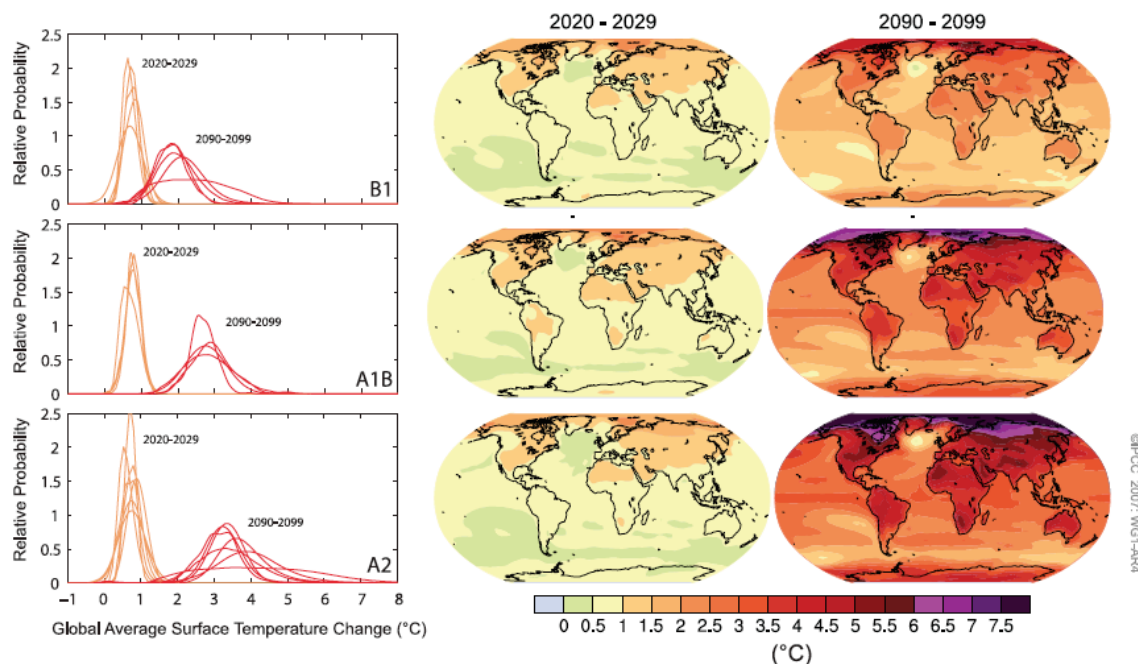 2020 - 2029
2090 - 2099
Relative Probability
2.5
2
1.5
1
0.5
0
2020-2029
2090-2099
B1
Relative Probability
2.5
2
1.5
1
0.5
0
2020-2029
2090-2099
A1B
Relative Probability
2.5
2
1.5
1
0.5
0
2020-2029
2090-2099
A2
−1 0 1 2 3 4 5 6 7 8
Global Average Surface Temperature Change (°C)
0 0.5 1 1.5 2 2.5 3 3.5 4 4.5 5 5.5 6 6.5 7 7.5
(°C)
©IPCC 2007: WG1-AR4